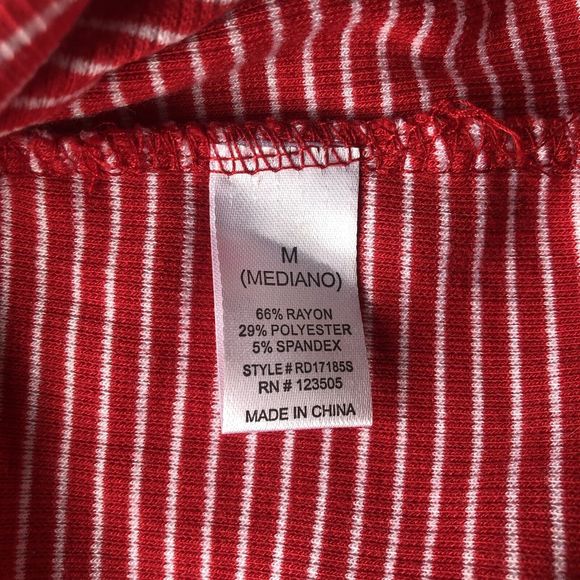 M
(MEDIANO)
66% RAYON
29% POLYESTER
5% SPANDEX
STYLE # RD17185S
RN # 123505
MADE IN CHINA